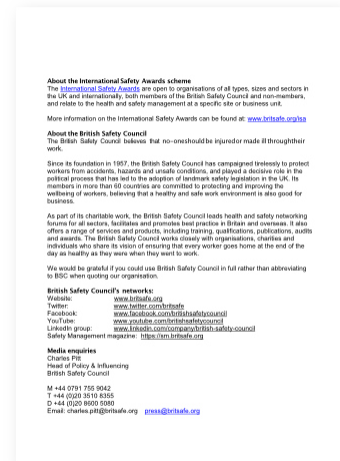 About the International Safety Awards scheme
The International Safety Awards are open to organisations of all types, sizes and sectors in
the UK and internationally, both members of the British Safety Council and non-members,
and relate to the health and safety management at a specific site or business unit.
More information on the International Safety Awards can be found at: www.britsafe.org/isa
About the British Safety Council
The British Safety Council believes that no-one should be injured or made ill through their
work.
Since its foundation in 1957, the British Safety Council has campaigned tirelessly to protect
workers from accidents, hazards and unsafe conditions, and played a decisive role in the
political process that has led to the adoption of landmark safety legislation in the UK. Its
members in more than 60 countries are committed to protecting and improving the
wellbeing of workers, believing that a healthy and safe work environment is also good for
business.
As part of its charitable work, the British Safety Council leads health and safety networking
forums for all sectors, facilitates and promotes best practice in Britain and overseas. It also
offers a range of services and products, including training, qualifications, publications, audits
and awards. The British Safety Council works closely with organisations, charities and
individuals who share its vision of ensuring that every worker goes home at the end of the
day as healthy as they were when they went to work.
We would be grateful if you could use British Safety Council in full rather than abbreviating
to BSC when quoting our organisation.
British Safety Council's networks:
Website: www.britsafe.org
Twitter: www.twitter.com/britsafe
Facebook: www.facebook.com/britishsafetycouncil
YouTube: www.youtube.com/britishsafetycouncil
LinkedIn group: www.linkedin.com/company/british-safety-council
Safety Management magazine: https://sm.britsafe.org
Media enquiries
Charles Pitt
Head of Policy & Influencing
British Safety Council
M +44 0791 755 9042
T +44 (0)20 3510 8355
D +44 (0)20 8600 5080
Email: charles.pitt@britsafe.org press@britsafe.org